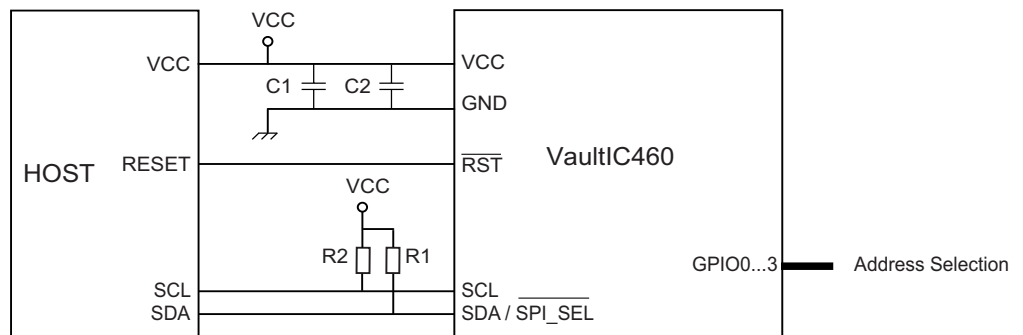 VCC
VCC VCC
C1 C2
GND
HOST RESET RST VaultIC460
VCC
R2 R1
GPIO0...3 Address Selection
SCL SCL
SDA SDA / SPI_SEL